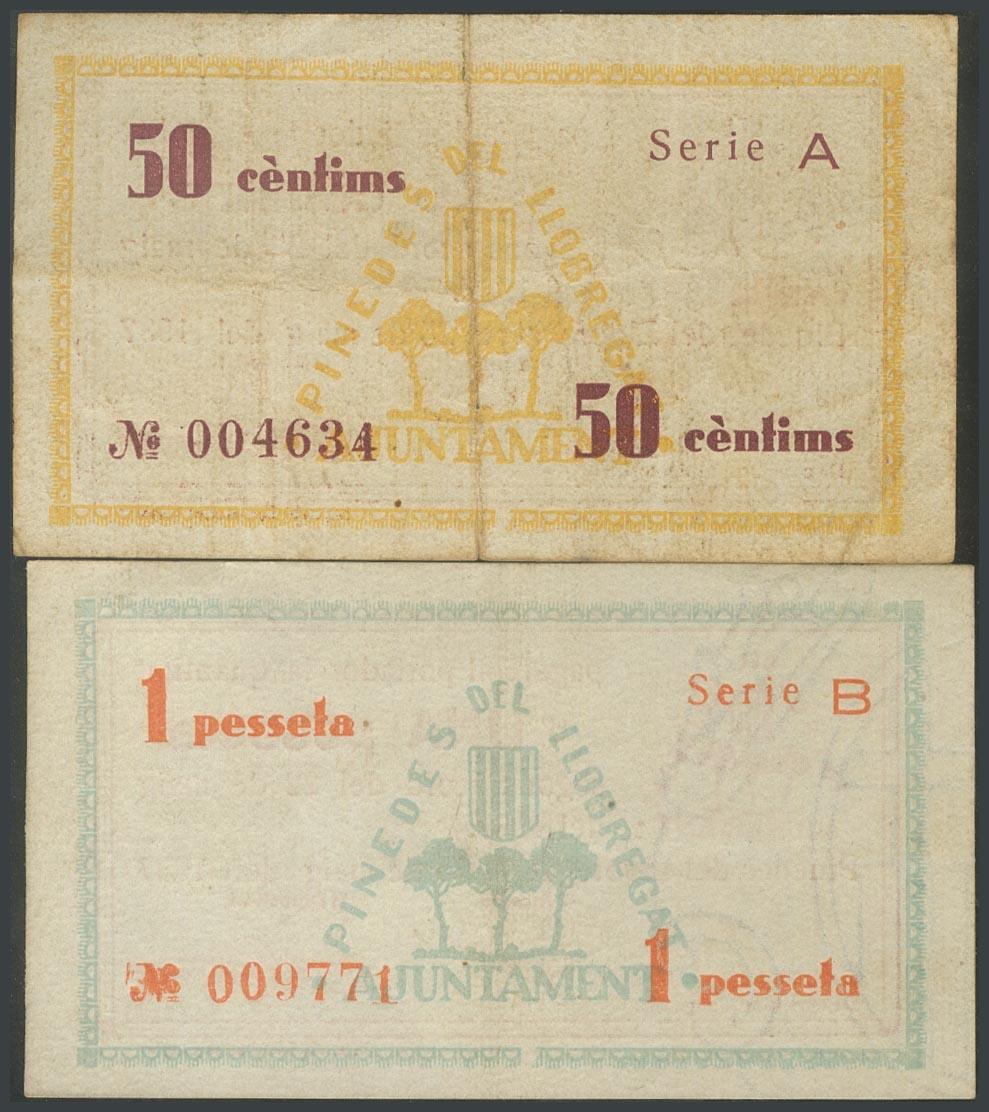 50 cèntims
Serie A
PINEDES DEL LLOBREGAT
AJUNTAMENT
Nº 004634
50 cèntims
1 pesseta
Serie B
PINEDES DEL LLOBREGAT
AJUNTAMENT
Nº 009771
1 pesseta